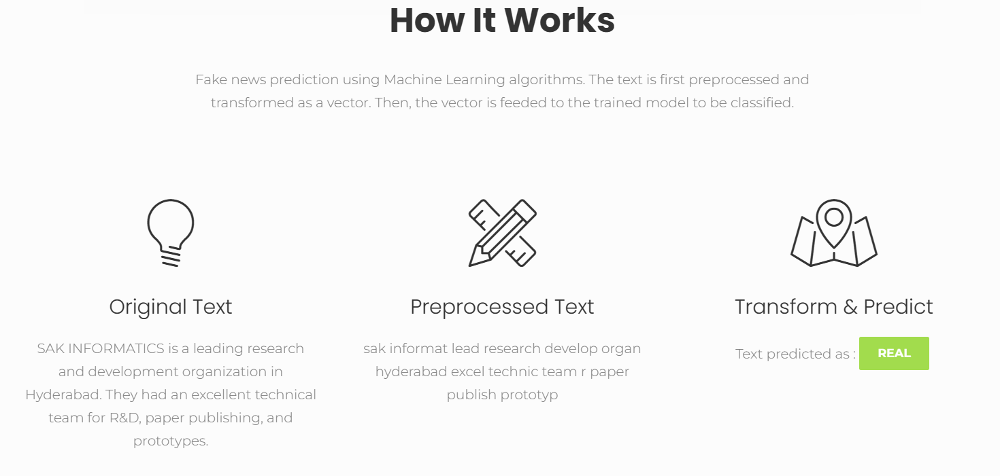 How It Works
Fake news prediction using Machine Learning algorithms. The text is first preprocessed and
transformed as a vector. Then, the vector is feeded to the trained model to be classified.
Original Text
SAK INFORMATICS is a leading research
and development organization in
Hyderabad. They had an excellent technical
team for R&D, paper publishing, and
prototypes.
Preprocessed Text
sak informat lead research develop organ
hyderabad excel technic team r paper
publish prototyp
Transform & Predict
Text predicted as : REAL